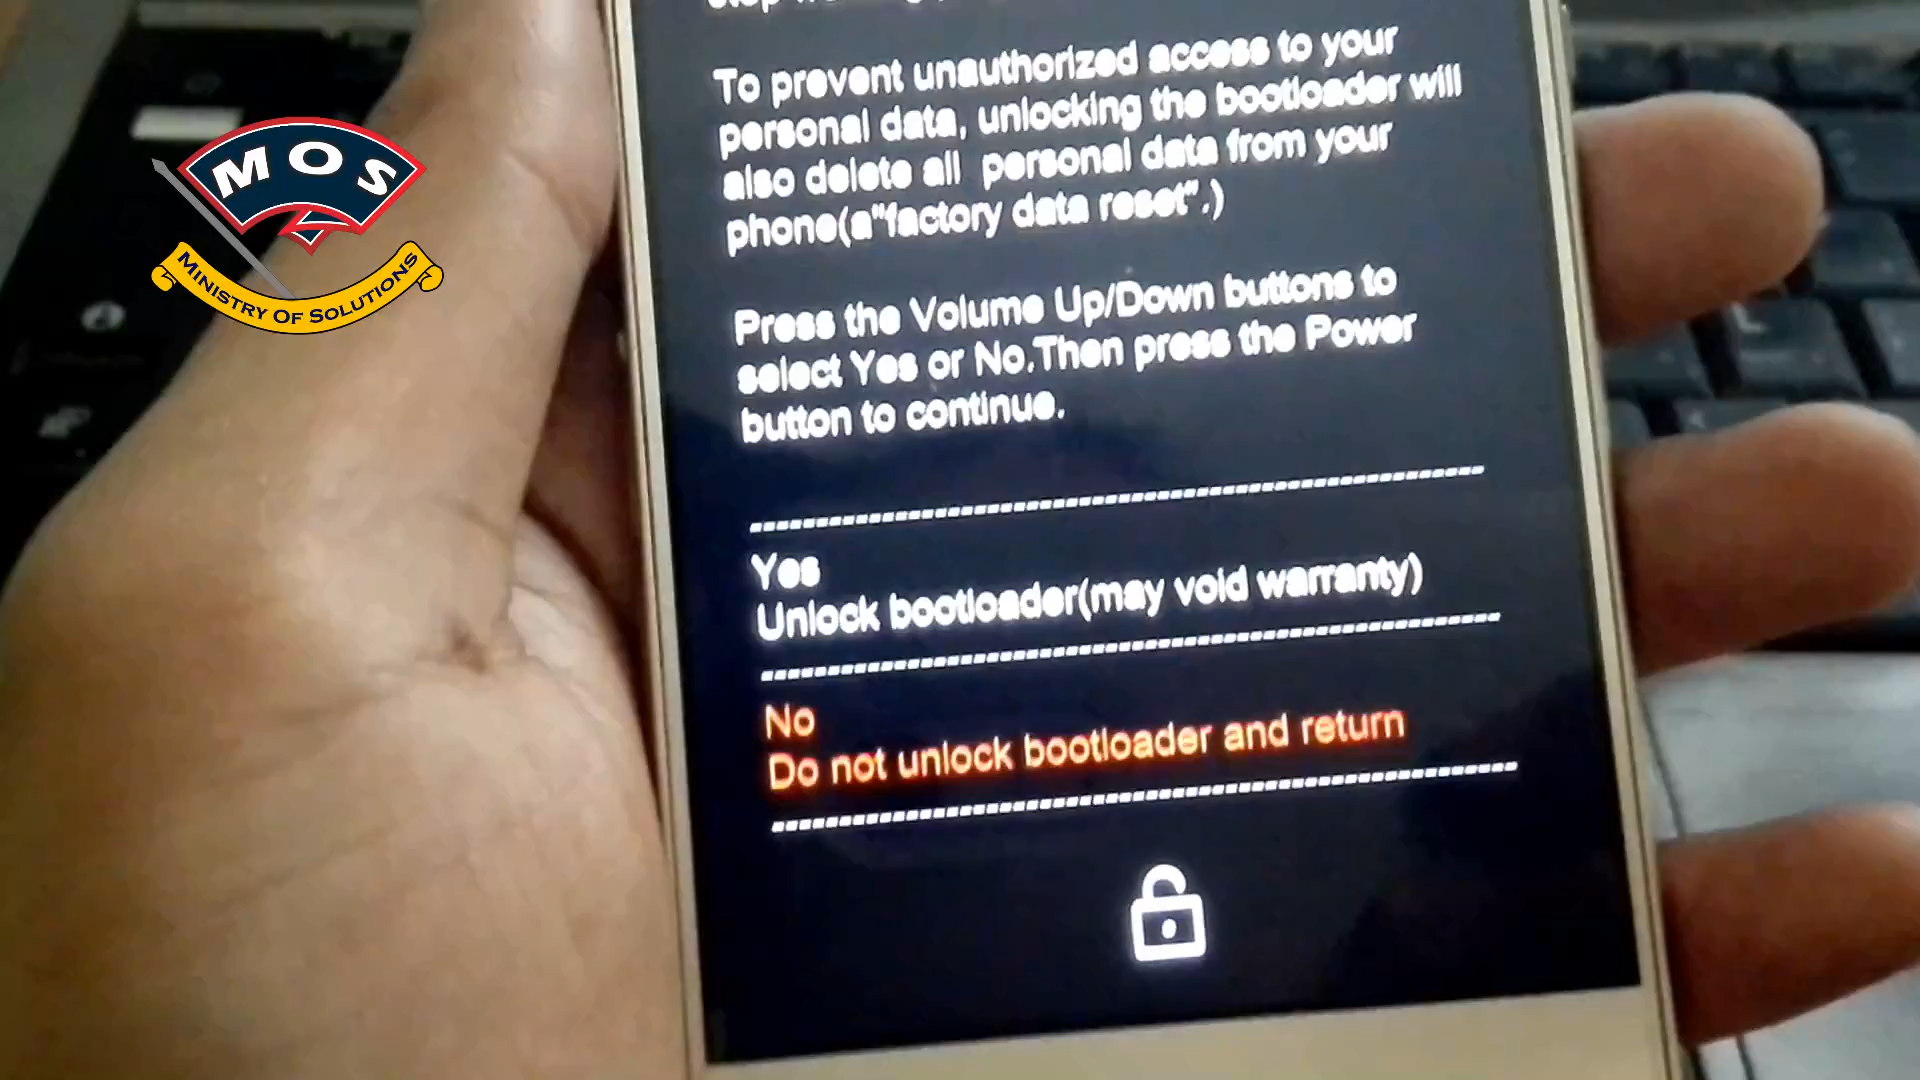 To prevent unauthorized access to your
personal data, unlocking the bootloader will
also delete all personal data from your
phone(a"factory data reset".)
Press the Volume Up/Down buttons to
select Yes or No.Then press the Power
button to continue.
Yes
Unlock bootloader(may void warranty)
No
Do not unlock bootloader and return
MOS
MINISTRY OF SOLUTIONS